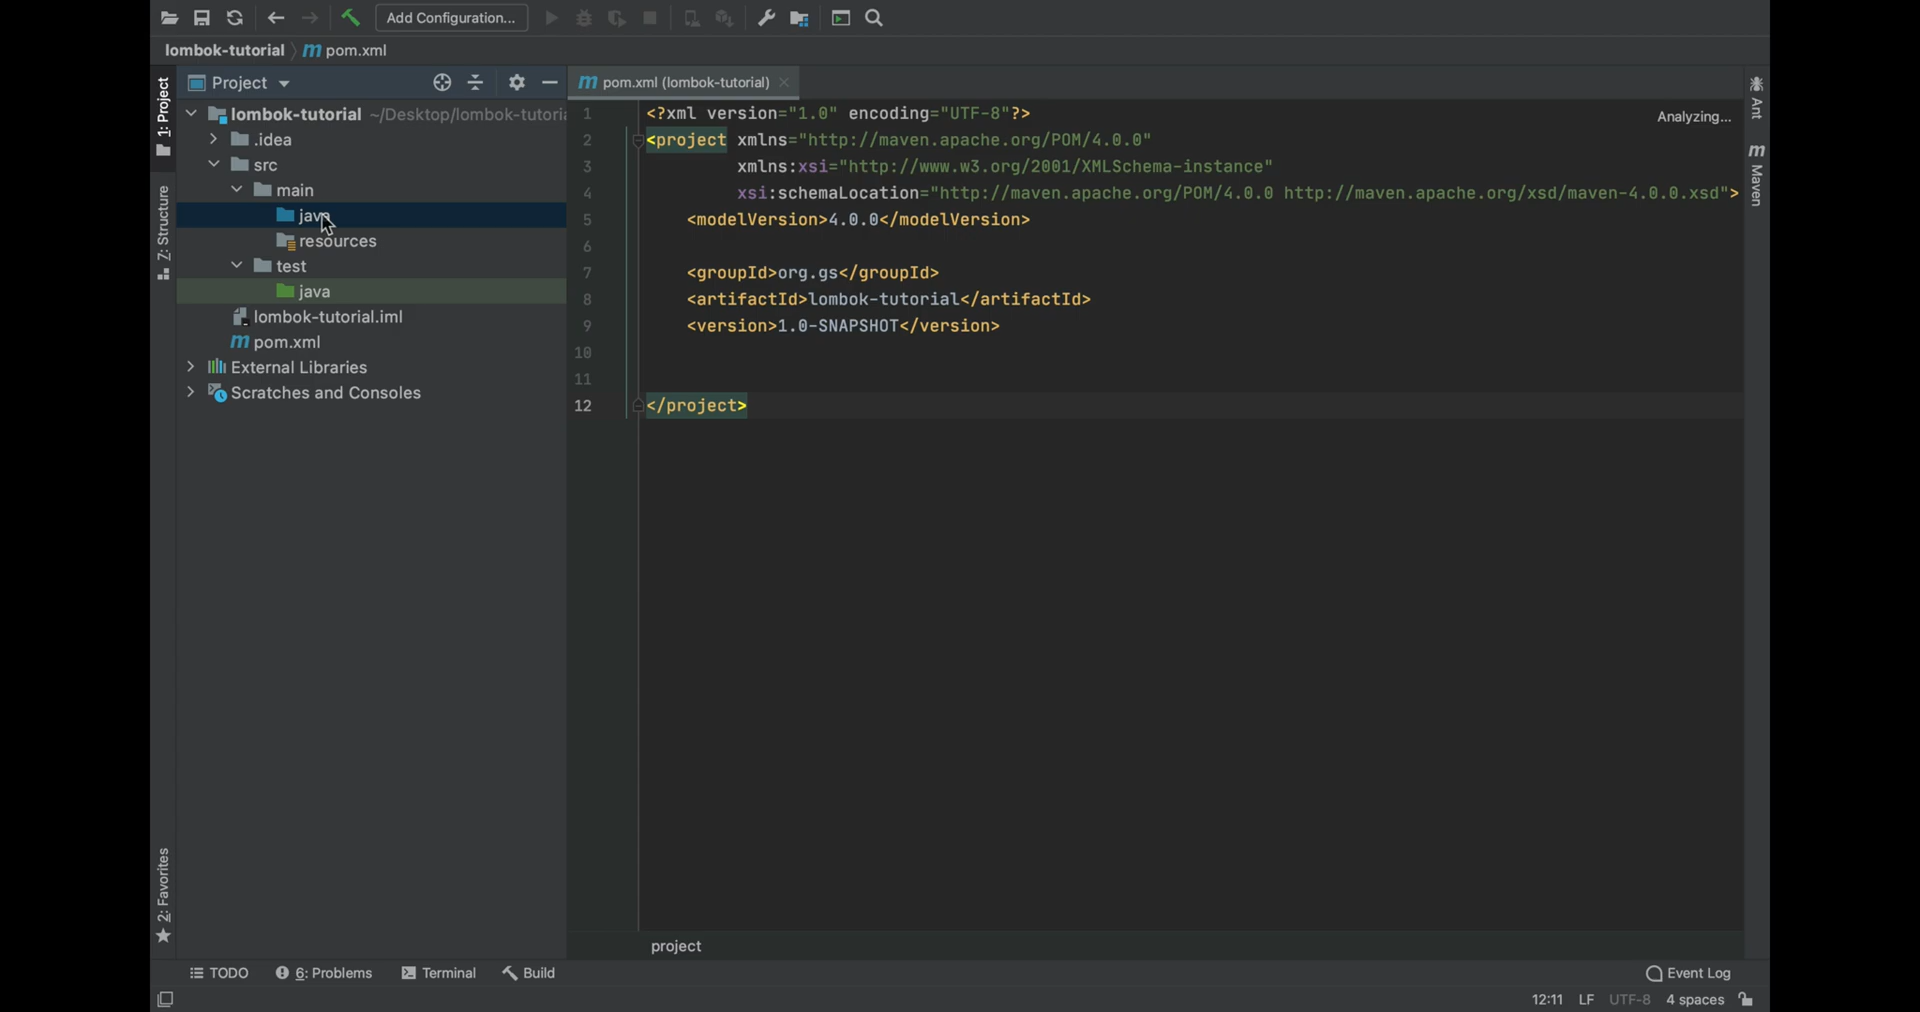 Add Configuration...
lombok-tutorial pom.xml
1: Project
Z: Structure
2: Favorites
Project
lombok-tutorial ~/Desktop/lombok-tutoria
.idea
src
main
java
resources
test
java
lombok-tutorial.iml
pom.xml
External Libraries
Scratches and Consoles
pom.xml (lombok-tutorial)
Analyzing...
1 <?xml version="1.0" encoding="UTF-8"?>
2 <project xmlns="http://maven.apache.org/POM/4.0.0"
3 xmlns:xsi="http://www.w3.org/2001/XMLSchema-instance"
4 xsi:schemaLocation="http://maven.apache.org/POM/4.0.0 http://maven.apache.org/xsd/maven-4.0.0.xsd">
5 <modelVersion>4.0.0</modelVersion>
6
7 <groupId>org.gs</groupId>
8 <artifactId>lombok-tutorial</artifactId>
9 <version>1.0-SNAPSHOT</version>
10
11
12 </project>
Ant
m Maven
project
TODO 6: Problems Terminal Build Event Log
12:11 LF UTF-8 4 spaces